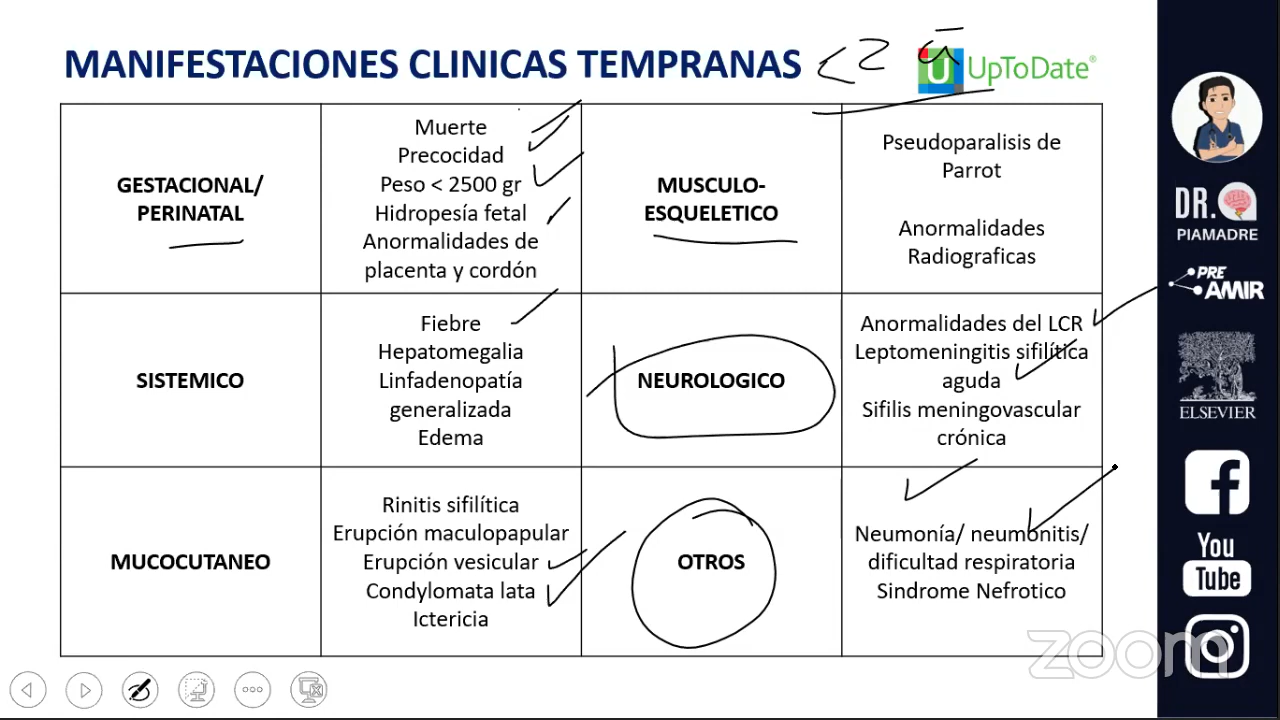 MANIFESTACIONES CLINICAS TEMPRANAS
<2 a
UpToDate®
GESTACIONAL/
PERINATAL
Muerte
Precocidad
Peso < 2500 gr
Hidropesía fetal
Anormalidades de
placenta y cordón
MUSCULO-
ESQUELETICO
Pseudoparalisis de
Parrot
Anormalidades
Radiograficas
SISTEMICO
Fiebre
Hepatomegalia
Linfadenopatía
generalizada
Edema
NEUROLOGICO
Anormalidades del LCR
Leptomeningitis sifilítica
aguda
Sifilis meningovascular
crónica
MUCOCUTANEO
Rinitis sifilítica
Erupción maculopapular
Erupción vesicular
Condylomata lata
Ictericia
OTROS
Neumonía/ neumonitis/
dificultad respiratoria
Sindrome Nefrotico
DR.
PIAMADRE
PRE
AMIR
ELSEVIER
You
Tube
zoom